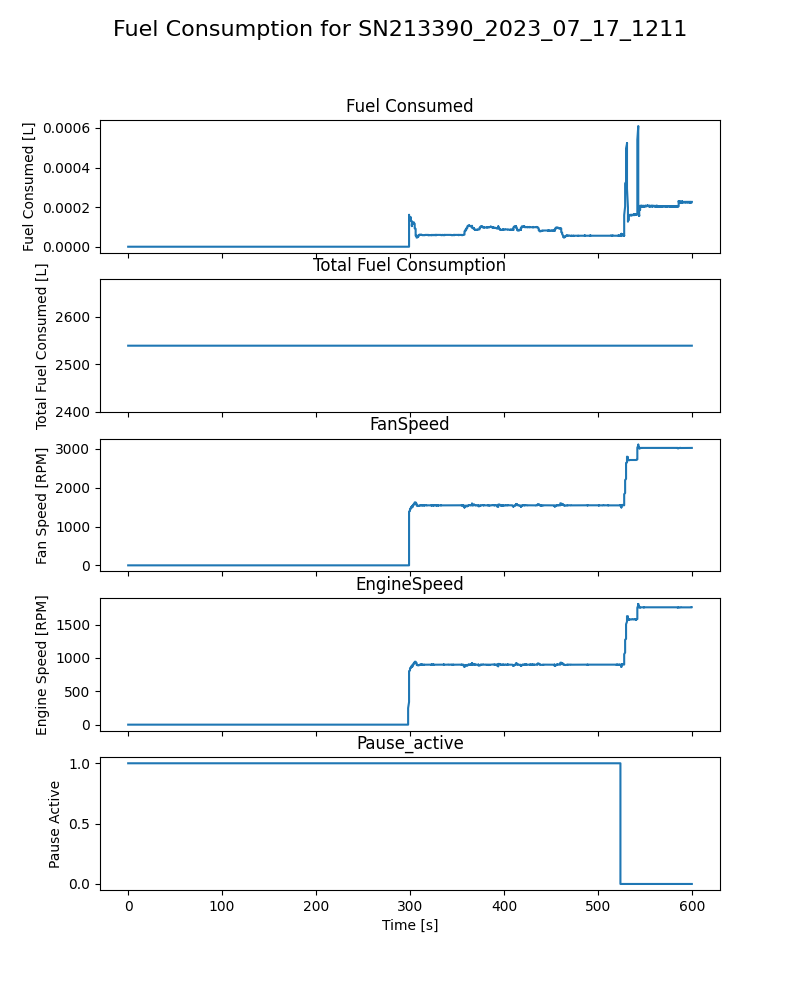 Fuel Consumption for SN213390_2023_07_17_1211
Fuel Consumed
Fuel Consumed [L]
0.0006
0.0004
0.0002
0.0000
Total Fuel Consumption
Total Fuel Consumed [L]
2600
2500
2400
FanSpeed
Fan Speed [RPM]
3000
2000
1000
0
EngineSpeed
Engine Speed [RPM]
1500
1000
500
0
Pause_active
Pause Active
1.0
0.5
0.0
0 100 200 300 400 500 600
Time [s]